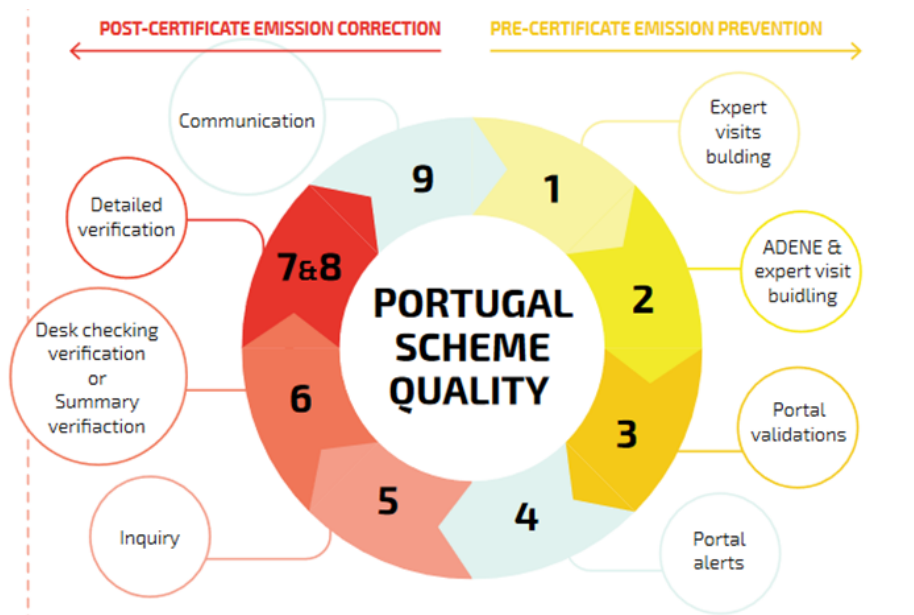 POST-CERTIFICATE EMISSION CORRECTION
PRE-CERTIFICATE EMISSION PREVENTION
Communication
Expert
visits
bulding
Detailed
verification
ADENE &
expert visit
buidling
Desk checking
verification
or
Summary
verifiaction
Portal
validations
Inquiry
Portal
alerts
9
1
7&8
2
6
3
5
4
PORTUGAL
SCHEME
QUALITY